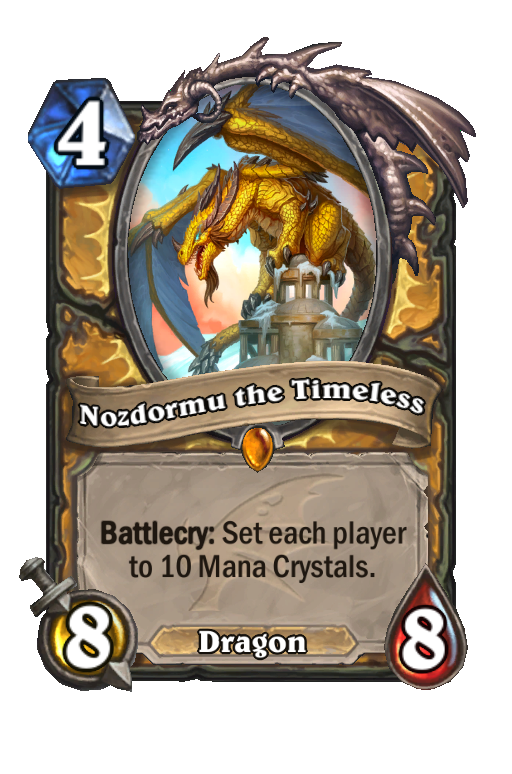 4
Nozdormu the Timeless
Battlecry: Set each player
to 10 Mana Crystals.
8
Dragon
8